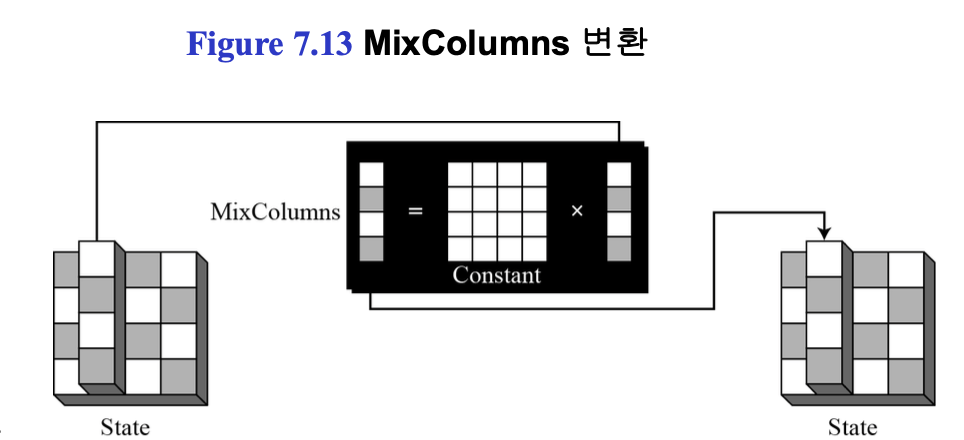 Figure 7.13 MixColumns 변환
MixColumns
=
×
Constant
State
State